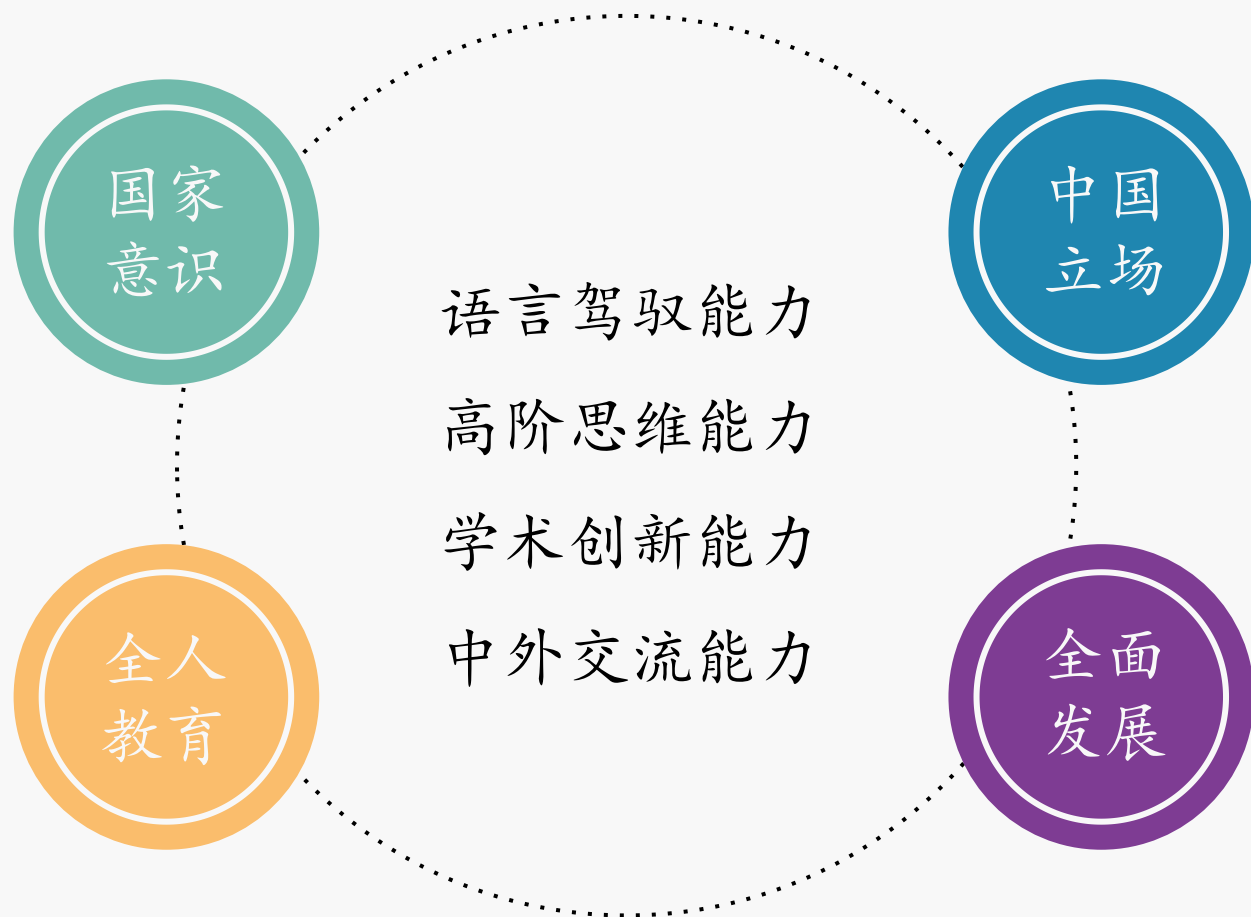 国家
意识
中国
立场
语言驾驭能力
高阶思维能力
学术创新能力
中外交流能力
全人
教育
全面
发展